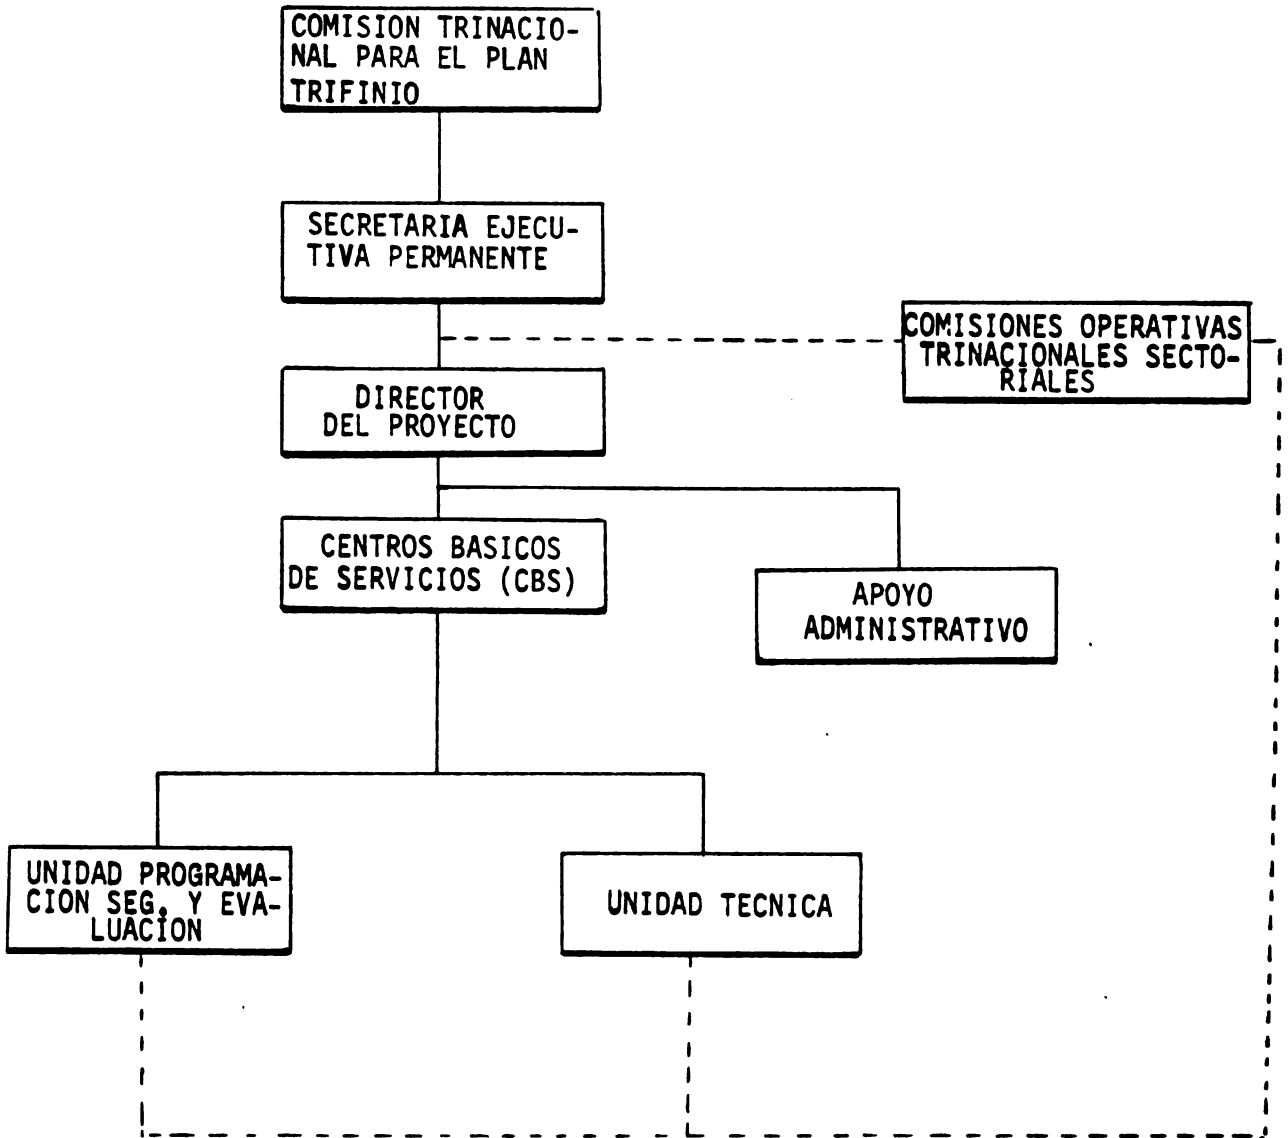 COMISION TRINACIO-
NAL PARA EL PLAN
TRIFINIO
SECRETARIA EJECU-
TIVA PERMANENTE
COMISIONES OPERATIVAS
TRINACIONALES SECTO-
RIALES
DIRECTOR
DEL PROYECTO
CENTROS BASICOS
DE SERVICIOS (CBS)
APOYO
ADMINISTRATIVO
UNIDAD PROGRAMA-
CION SEG. Y EVA-
LUACION
UNIDAD TECNICA